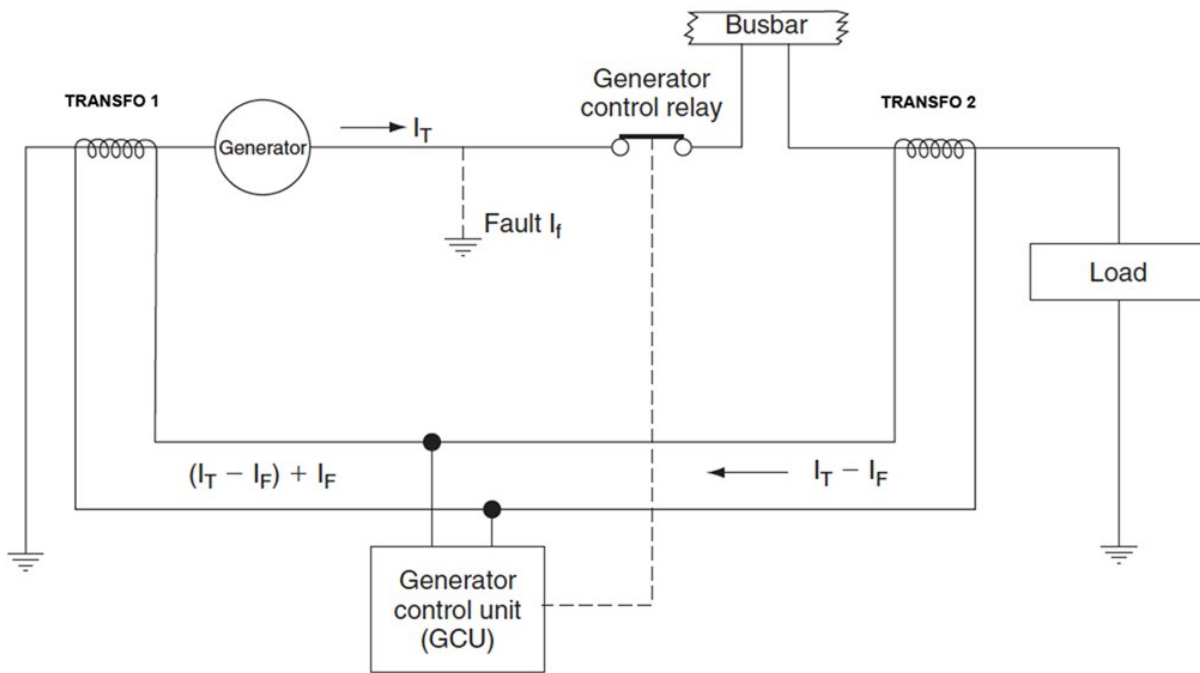 Busbar
TRANSFO 1
Generator
control relay
TRANSFO 2
Generator
I_T
Fault I_f
Load
(I_T − I_F) + I_F
I_T − I_F
Generator
control unit
(GCU)